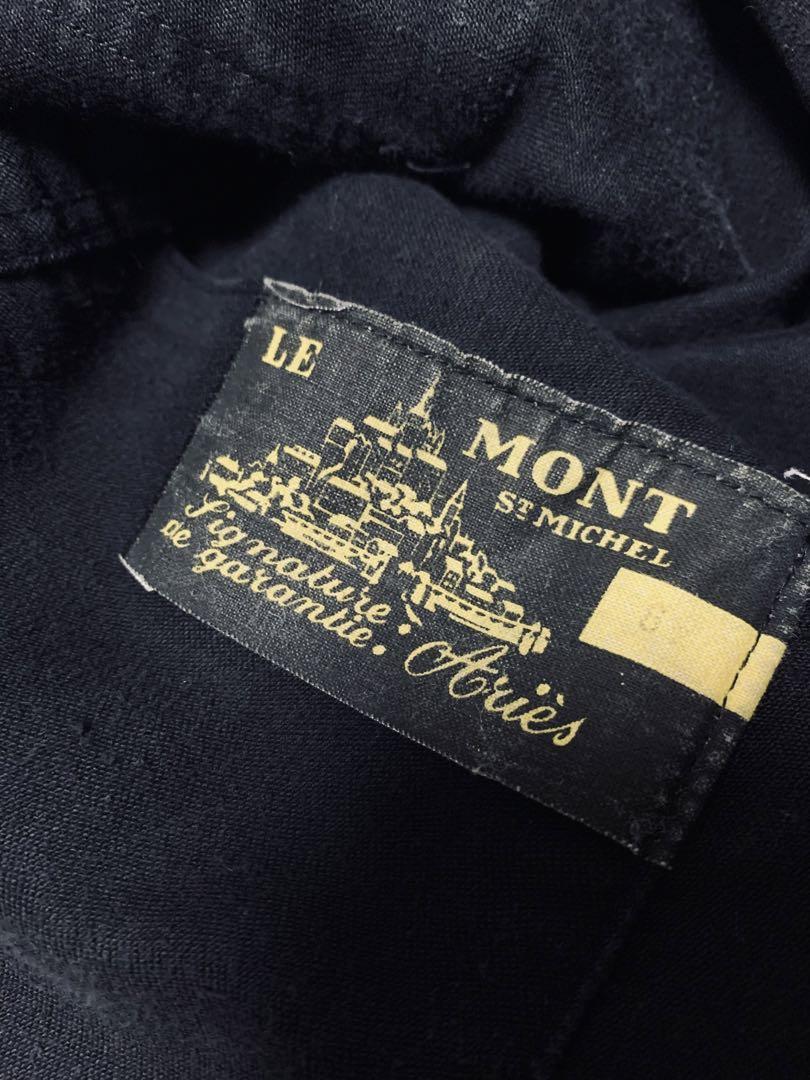 LE
MONT
ST MICHEL
Signature
de garantie:
Ariès